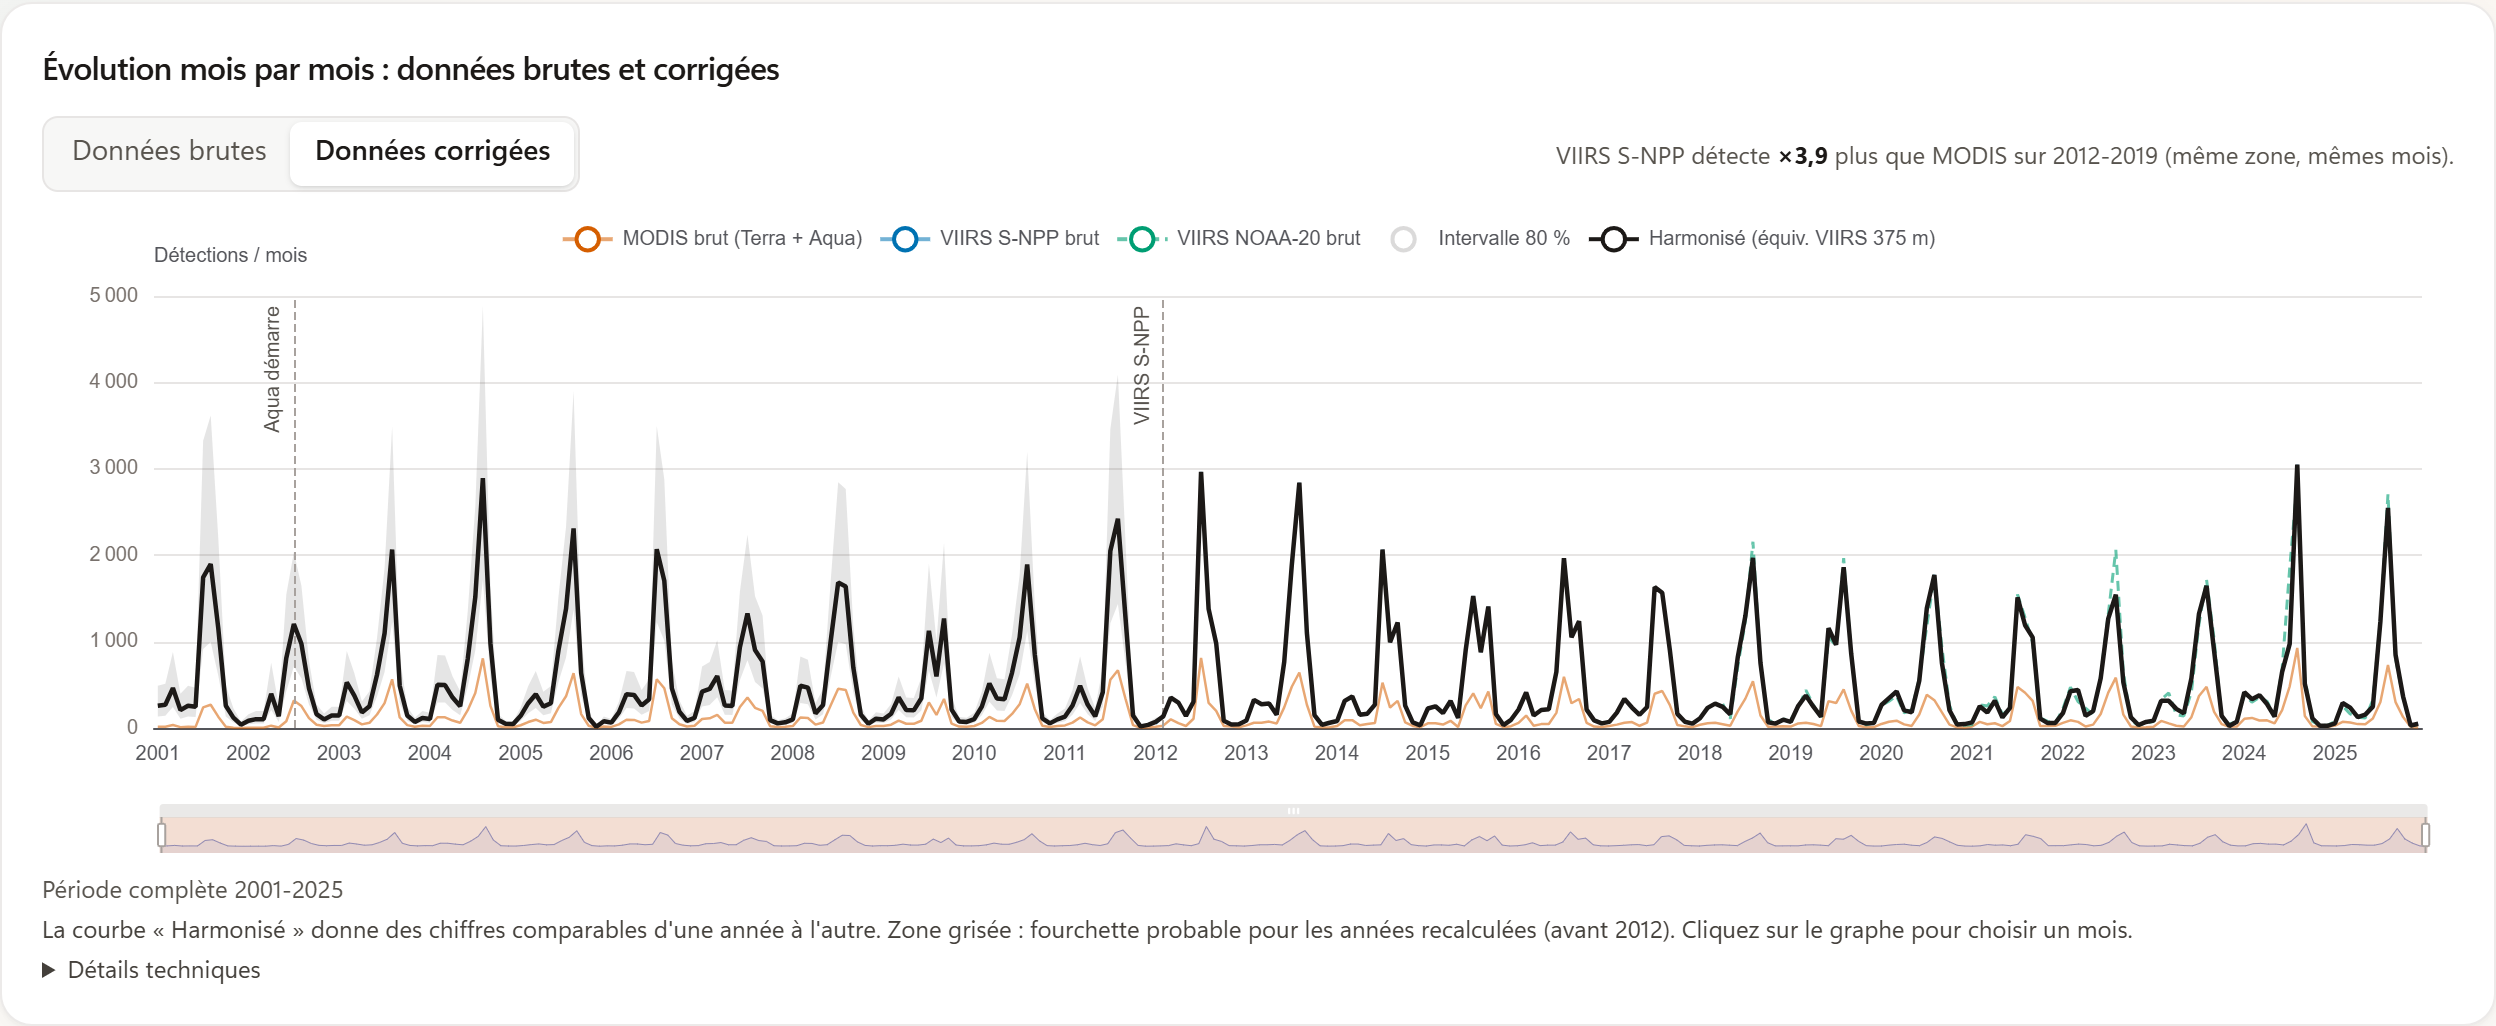 Évolution mois par mois : données brutes et corrigées
Données brutes
Données corrigées
VIIRS S-NPP détecte ×3,9 plus que MODIS sur 2012-2019 (même zone, mêmes mois).
MODIS brut (Terra + Aqua)
VIIRS S-NPP brut
VIIRS NOAA-20 brut
Intervalle 80 %
Harmonisé (équiv. VIIRS 375 m)
Détections / mois
5 000
4 000
3 000
2 000
1 000
0
Aqua démarre
VIIRS S-NPP
2001 2002 2003 2004 2005 2006 2007 2008 2009 2010 2011 2012 2013 2014 2015 2016 2017 2018 2019 2020 2021 2022 2023 2024 2025
Période complète 2001-2025
La courbe « Harmonisé » donne des chiffres comparables d'une année à l'autre. Zone grisée : fourchette probable pour les années recalculées (avant 2012). Cliquez sur le graphe pour choisir un mois.
▶ Détails techniques